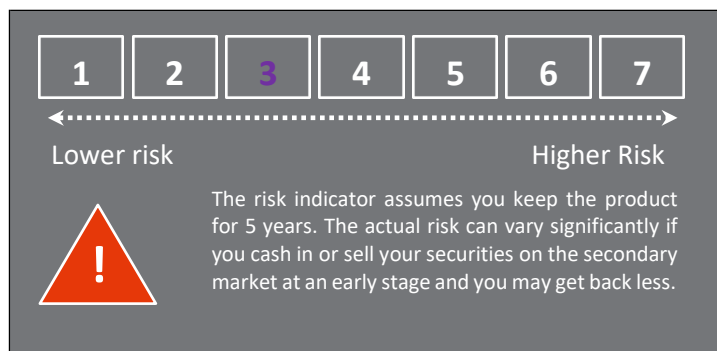 1 2 3 4 5 6 7
Lower risk Higher Risk
The risk indicator assumes you keep the product
for 5 years. The actual risk can vary significantly if
you cash in or sell your securities on the secondary
market at an early stage and you may get back less.
!